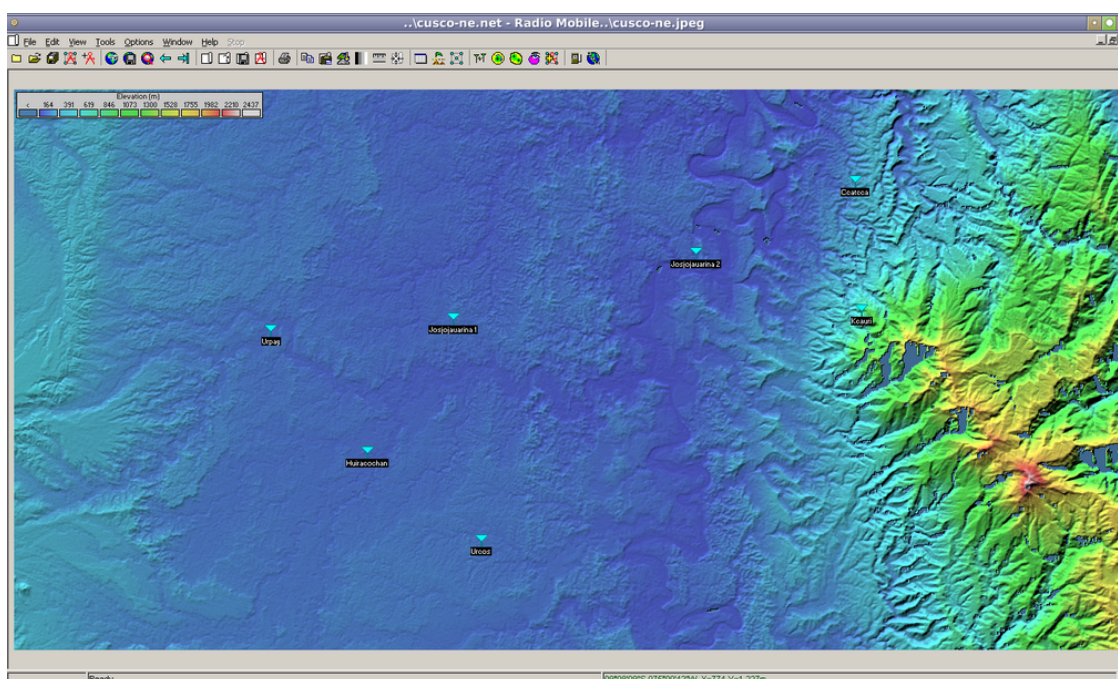 ..\cusco-ne.net - Radio Mobile..\cusco-ne.jpeg
File Edit View Tools Options Window Help Stop
Elevation (m)
< 164 391 619 846 1073 1300 1528 1755 1982 2210 2437
Ccatcca
Josjojauarina 2
Kcauri
Josjojauarina 1
Urpay
Huiracochan
Urcos
Ready